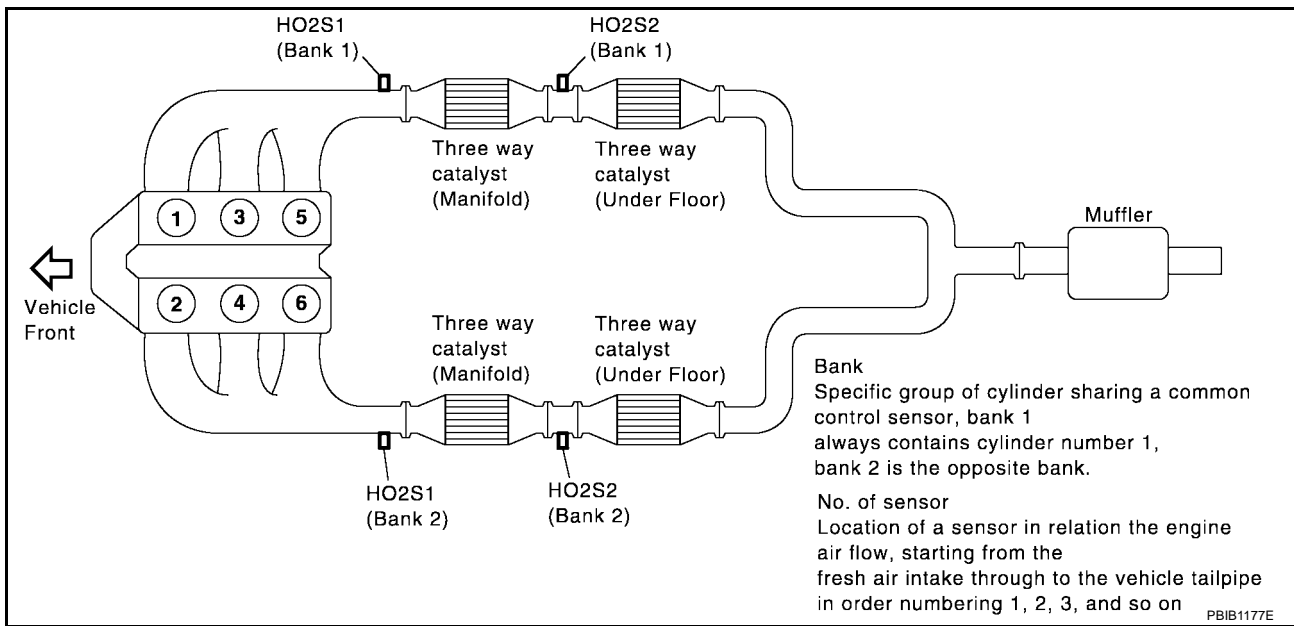 HO2S1
(Bank 1)
HO2S2
(Bank 1)
Three way
catalyst
(Manifold)
Three way
catalyst
(Under Floor)
1
3
5
Muffler
Vehicle
Front
2
4
6
Three way
catalyst
(Manifold)
Three way
catalyst
(Under Floor)
HO2S1
(Bank 2)
HO2S2
(Bank 2)
Bank
Specific group of cylinder sharing a common
control sensor, bank 1
always contains cylinder number 1,
bank 2 is the opposite bank.
No. of sensor
Location of a sensor in relation the engine
air flow, starting from the
fresh air intake through to the vehicle tailpipe
in order numbering 1, 2, 3, and so on
PBIB1177E